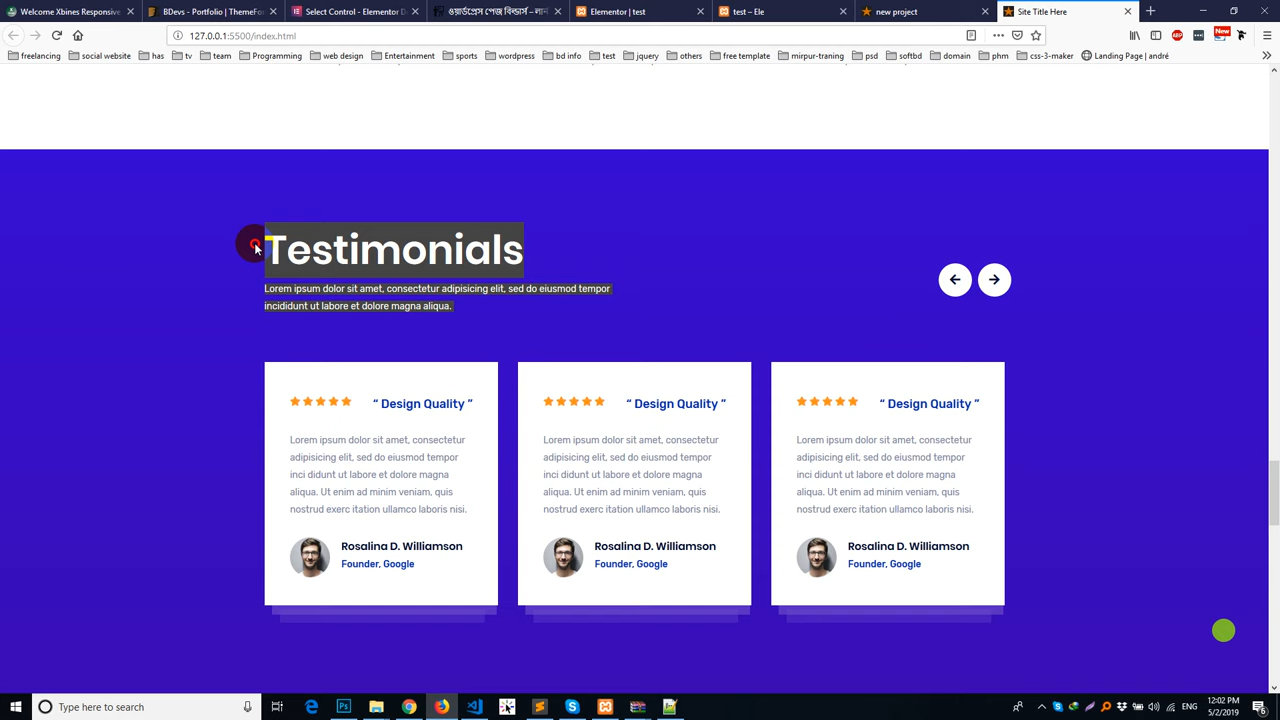 Welcome Xbines Responsive
BDevs - Portfolio | ThemeFor
Select Control - Elementor D
ওয়ার্ডপ্রেস পেজ বিল্ডার্স – লার্ন
Elementor | test
test – Ele
new project
Site Title Here
127.0.0.1:5500/index.html
New
freelancing
social website
has
tv
team
Programming
web design
Entertainment
sports
wordpress
bd info
test
jquery
others
free template
mirpur-traning
psd
softbd
domain
phm
css-3-maker
Landing Page | andré
Testimonials
Lorem ipsum dolor sit amet, consectetur adipisicing elit, sed do eiusmod tempor
incididunt ut labore et dolore magna aliqua.
“ Design Quality ”
Lorem ipsum dolor sit amet, consectetur
adipisicing elit, sed do eiusmod tempor
inci didunt ut labore et dolore magna
aliqua. Ut enim ad minim veniam, quis
nostrud exerc itation ullamco laboris nisi.
Rosalina D. Williamson
Founder, Google
“ Design Quality ”
Lorem ipsum dolor sit amet, consectetur
adipisicing elit, sed do eiusmod tempor
inci didunt ut labore et dolore magna
aliqua. Ut enim ad minim veniam, quis
nostrud exerc itation ullamco laboris nisi.
Rosalina D. Williamson
Founder, Google
“ Design Quality ”
Lorem ipsum dolor sit amet, consectetur
adipisicing elit, sed do eiusmod tempor
inci didunt ut labore et dolore magna
aliqua. Ut enim ad minim veniam, quis
nostrud exerc itation ullamco laboris nisi.
Rosalina D. Williamson
Founder, Google
Type here to search
ENG
12:02 PM
5/2/2019